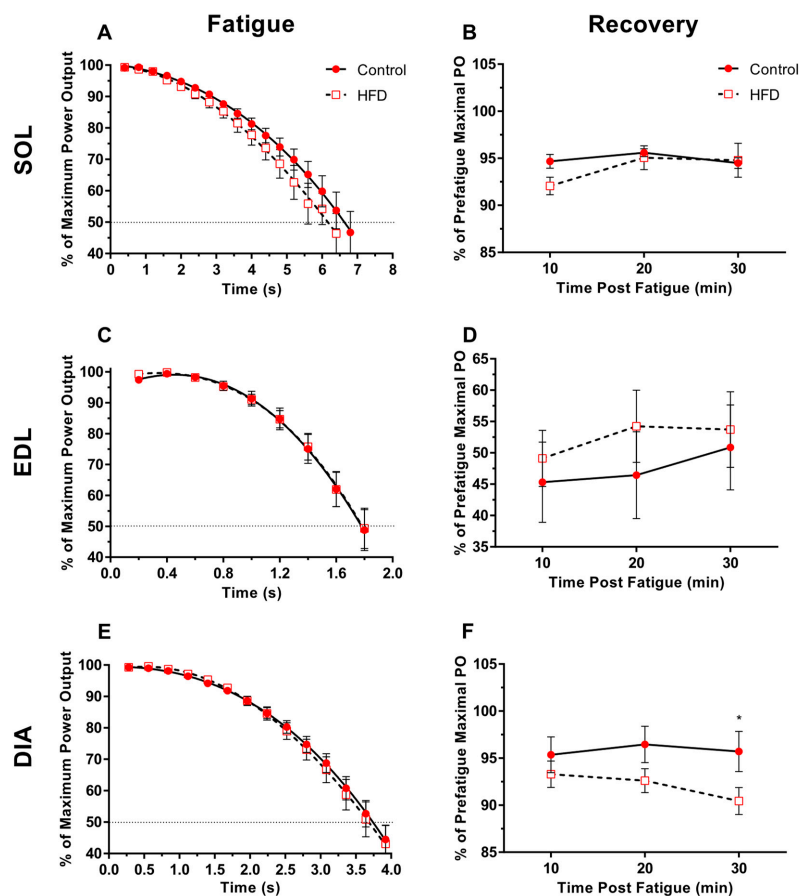 Fatigue
Recovery
SOL
A
% of Maximum Power Output
100
90
80
70
60
50
40
0
1
2
3
4
5
6
7
8
Time (s)
Control
HFD
B
% of Prefatigue Maximal PO
105
100
95
90
85
10
20
30
Time Post Fatigue (min)
Control
HFD
EDL
C
% of Maximum Power Output
100
90
80
70
60
50
40
0.0
0.4
0.8
1.2
1.6
2.0
Time (s)
D
% of Prefatigue Maximal PO
65
60
55
50
45
40
35
10
20
30
Time Post Fatigue (min)
DIA
E
% of Maximum Power Output
100
90
80
70
60
50
40
0.0
0.5
1.0
1.5
2.0
2.5
3.0
3.5
4.0
Time (s)
F
% of Prefatigue Maximal PO
105
100
95
90
85
*
10
20
30
Time Post Fatigue (min)